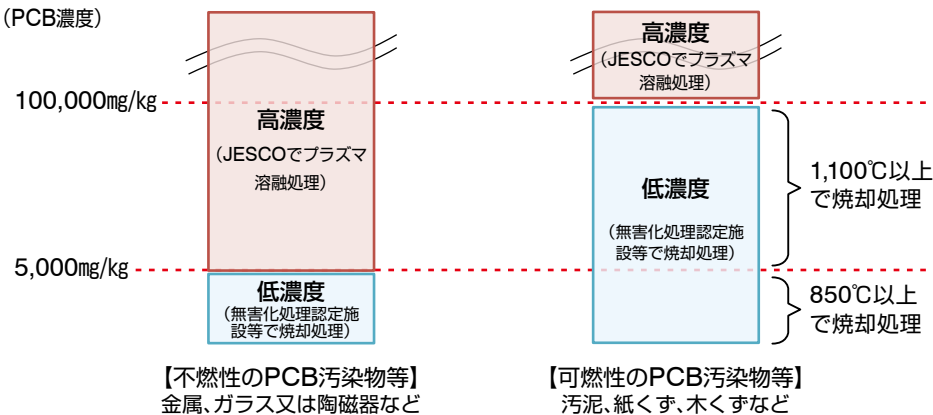 (PCB濃度)
100,000mg/kg
5,000mg/kg
高濃度
(JESCOでプラズマ
溶融処理)
低濃度
(無害化処理認定施
設等で焼却処理)
【不燃性のPCB汚染物等】
金属、ガラス又は陶磁器など
高濃度
(JESCOでプラズマ
溶融処理)
低濃度
(無害化処理認定施
設等で焼却処理)
【可燃性のPCB汚染物等】
汚泥、紙くず、木くずなど
1,100℃以上
で焼却処理
850℃以上
で焼却処理